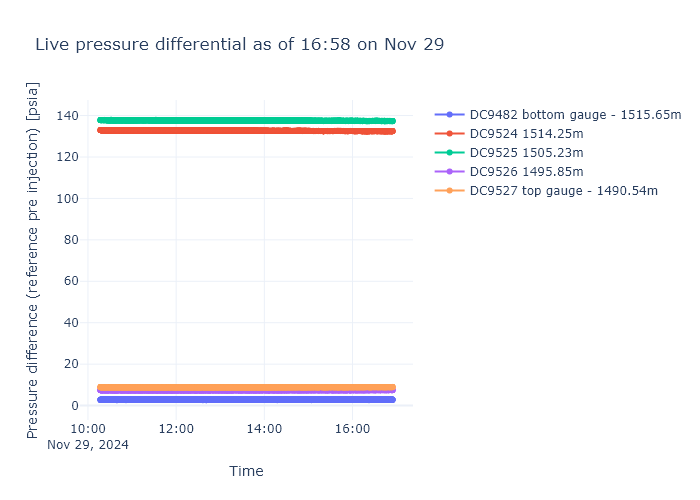 Live pressure differential as of 16:58 on Nov 29
Pressure difference (reference pre injection) [psia]
140
120
100
80
60
40
20
0
10:00
12:00
14:00
16:00
Nov 29, 2024
Time
DC9482 bottom gauge - 1515.65m
DC9524 1514.25m
DC9525 1505.23m
DC9526 1495.85m
DC9527 top gauge - 1490.54m